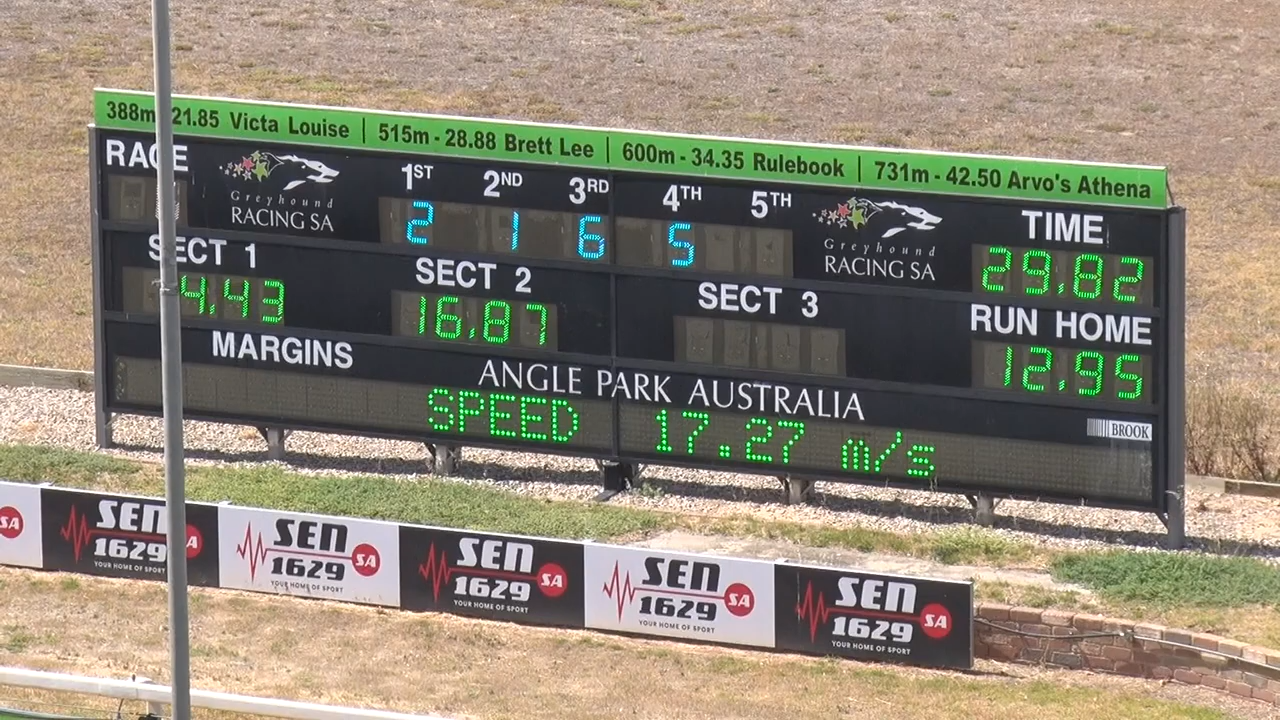 388m 21.85 Victa Louise | 515m - 28.88 Brett Lee | 600m - 34.35 Rulebook | 731m - 42.50 Arvo's Athena
RACE
Greyhound
RACING SA
1ST 2ND 3RD 4TH 5TH
2 1 6 5
Greyhound
RACING SA
TIME
29.82
SECT 1
4.43
SECT 2
16.87
SECT 3
RUN HOME
12.95
MARGINS
ANGLE PARK AUSTRALIA
SPEED 17.27 m/s
BROOK
SA
SEN
1629
SA
YOUR HOME OF SPORT
SEN
1629
SA
YOUR HOME OF SPORT
SEN
1629
SA
YOUR HOME OF SPORT
SEN
1629
SA
YOUR HOME OF SPORT
SEN
1629
SA
YOUR HOME OF SPORT